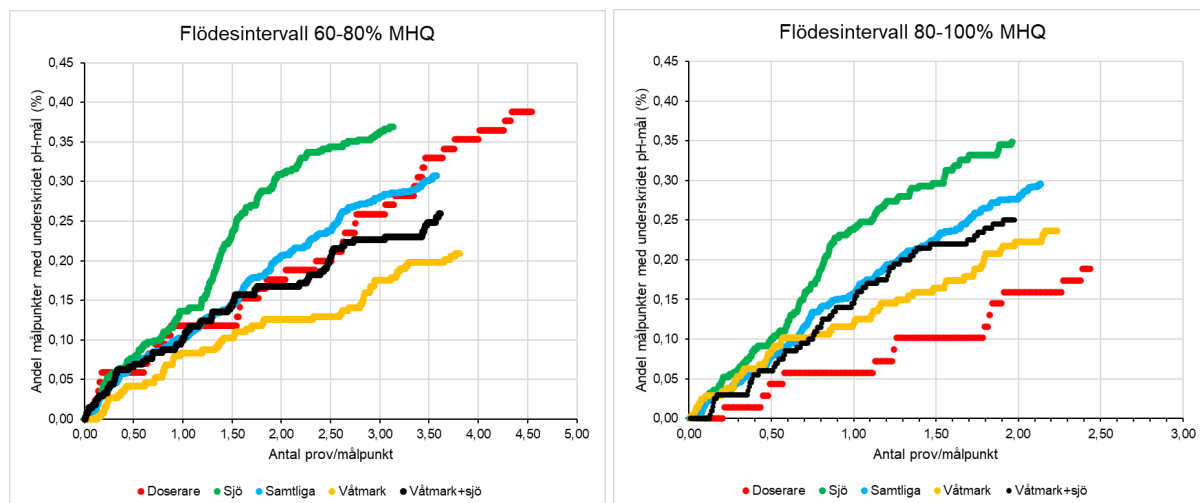 Flödesintervall 60-80% MHQ
Andel målpunkter med underskridet pH-mål (%)
0,45
0,40
0,35
0,30
0,25
0,20
0,15
0,10
0,05
0,00
0,00 0,50 1,00 1,50 2,00 2,50 3,00 3,50 4,00 4,50 5,00
Antal prov/målpunkt
Doserare Sjö Samtliga Våtmark Våtmark+sjö
Flödesintervall 80-100% MHQ
Andel målpunkter med underskridet pH-mål (%)
0,45
0,40
0,35
0,30
0,25
0,20
0,15
0,10
0,05
0,00
0,00 0,50 1,00 1,50 2,00 2,50 3,00
Antal prov/målpunkt
Doserare Sjö Samtliga Våtmark Våtmark+sjö